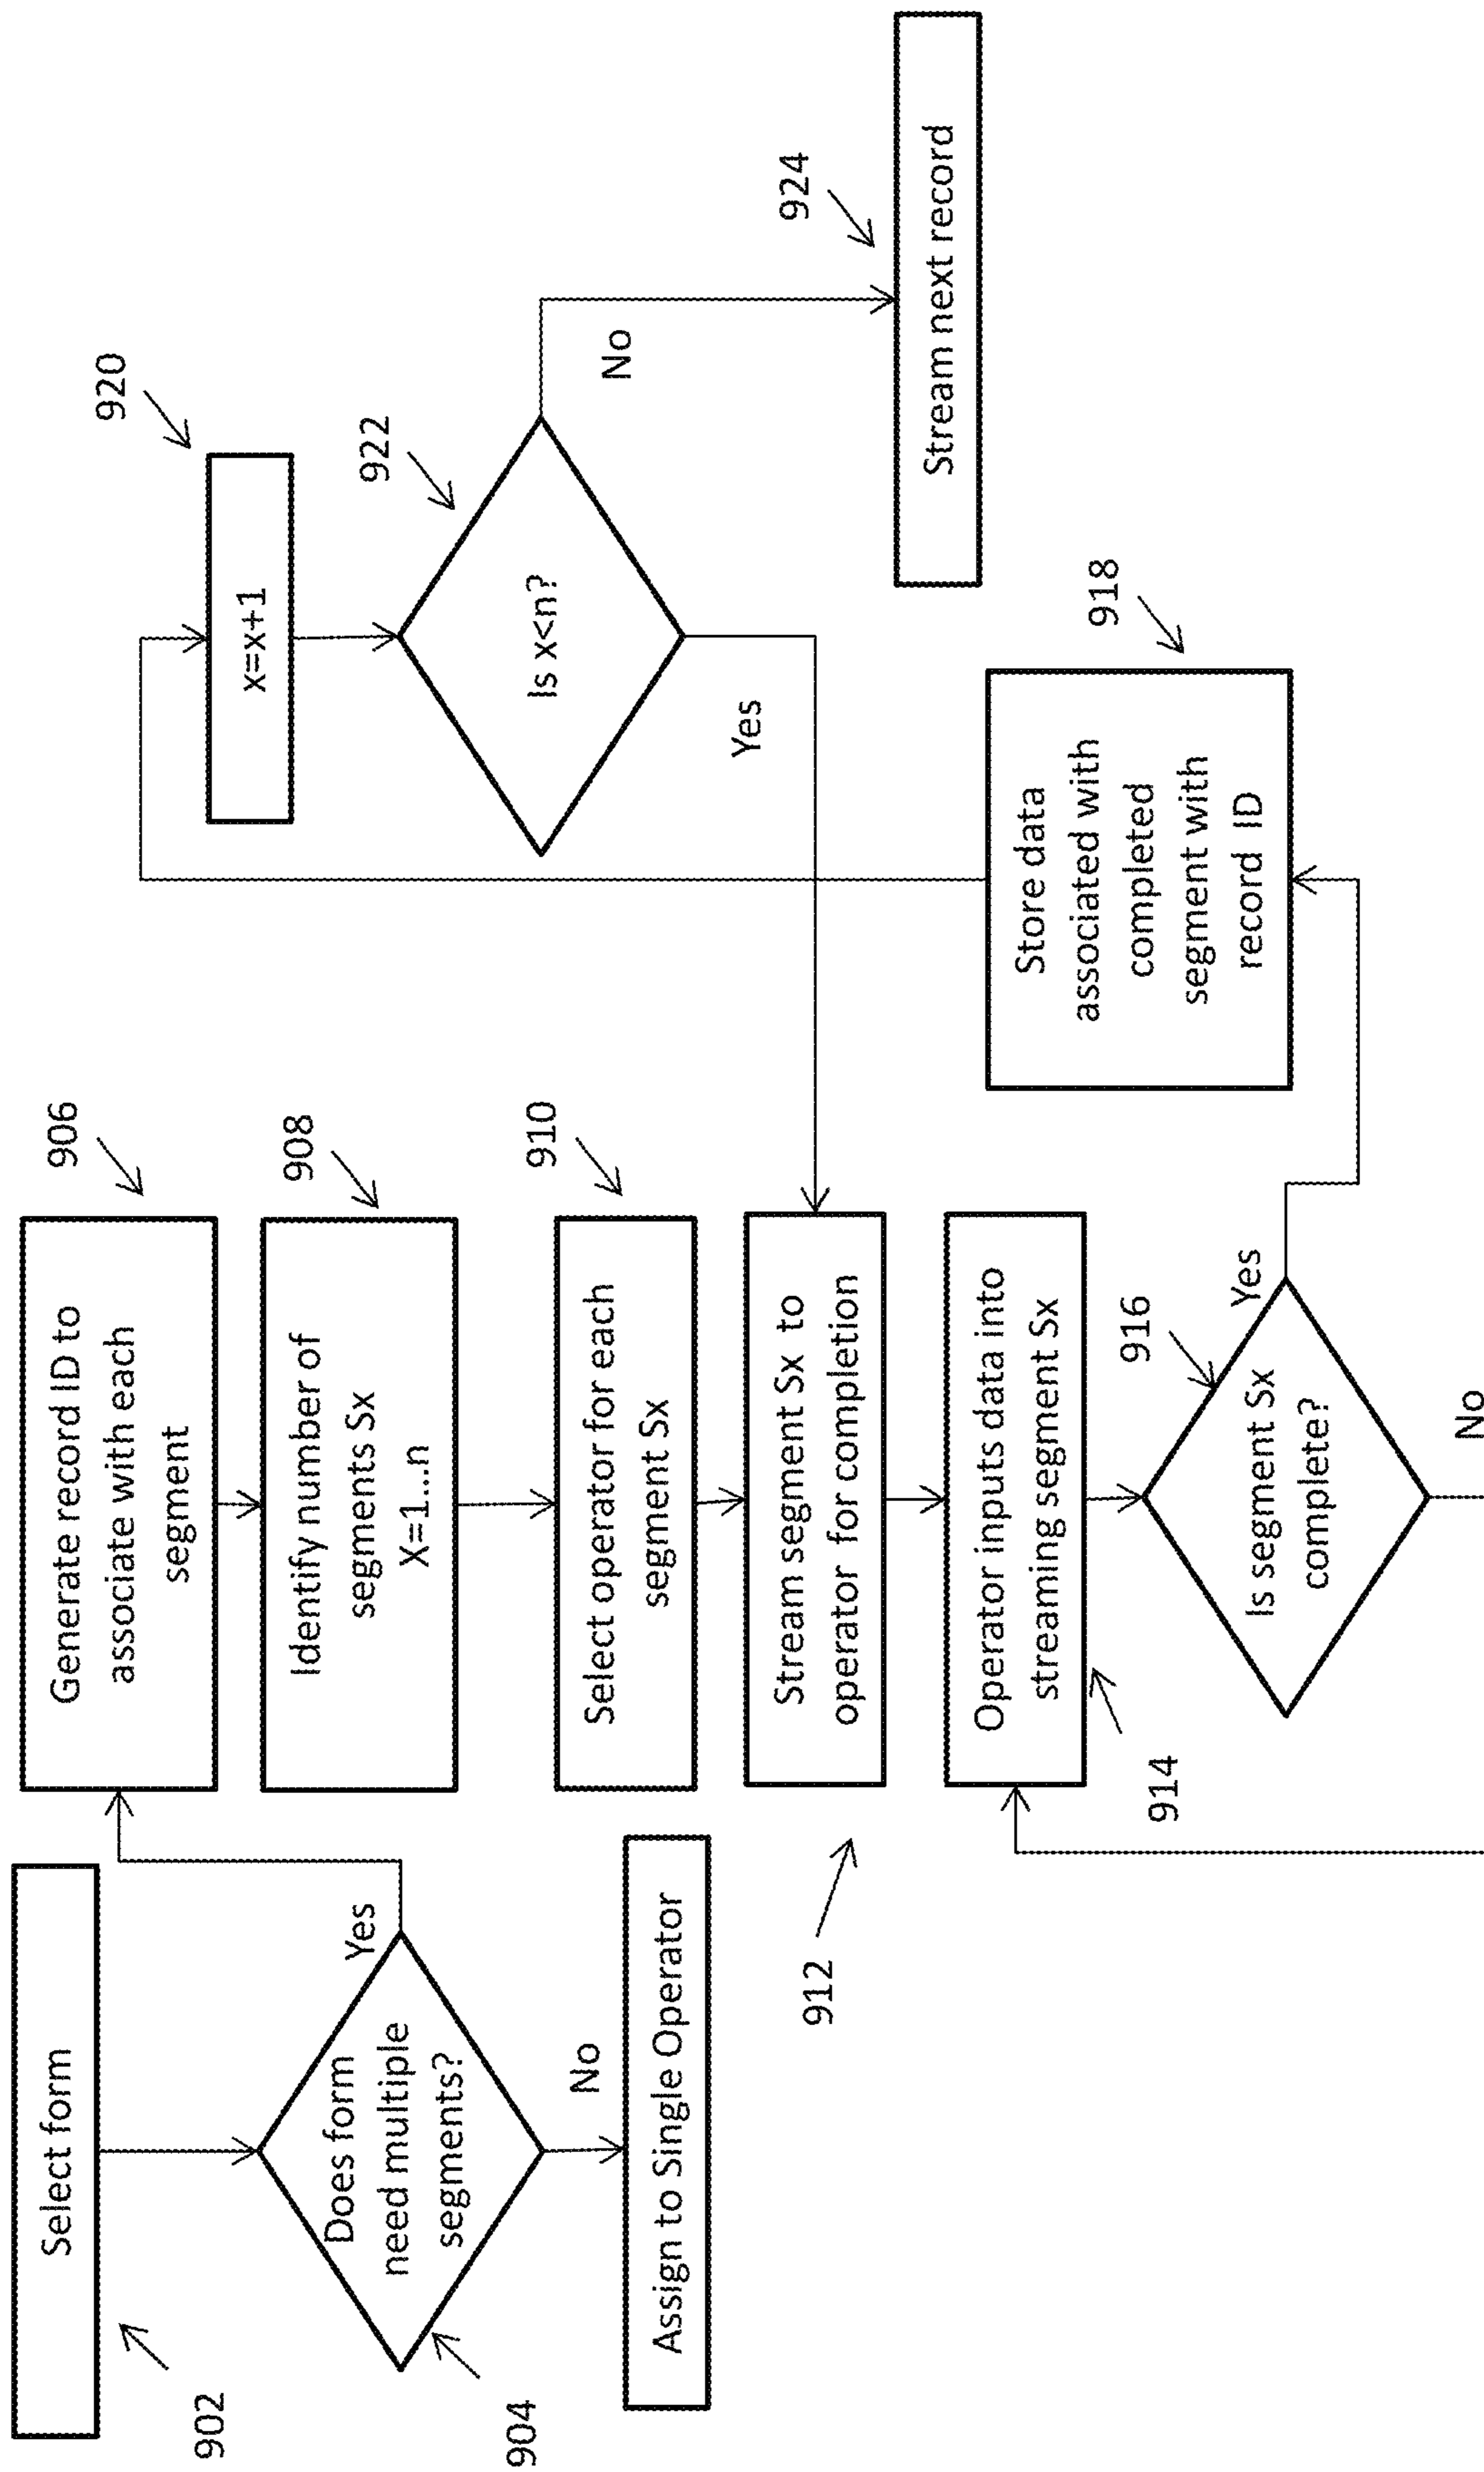 902
Select form
904
Does form
need multiple
segments?
Yes
No
Assign to Single Operator
906
Generate record ID to
associate with each
segment
908
Identify number of
segments Sx
X=1...n
910
Select operator for each
segment Sx
912
Stream segment Sx to
operator for completion
914
Operator inputs data into
streaming segment Sx
916
Is segment Sx
complete?
Yes
No
918
Store data
associated with
completed
segment with
record ID
920
x=x+1
922
Is x<n?
Yes
No
924
Stream next record